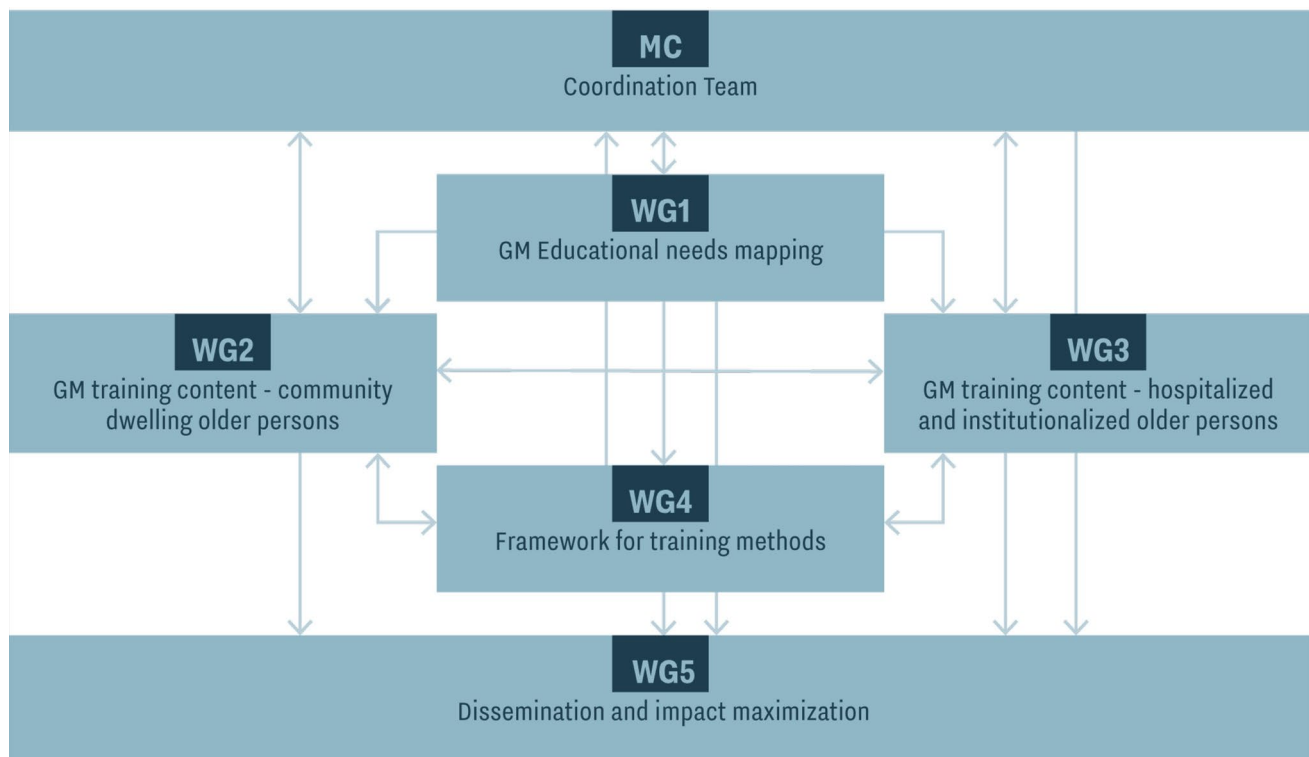 MC
Coordination Team
WG1
GM Educational needs mapping
WG2
GM training content - community
dwelling older persons
WG3
GM training content - hospitalized
and institutionalized older persons
WG4
Framework for training methods
WG5
Dissemination and impact maximization